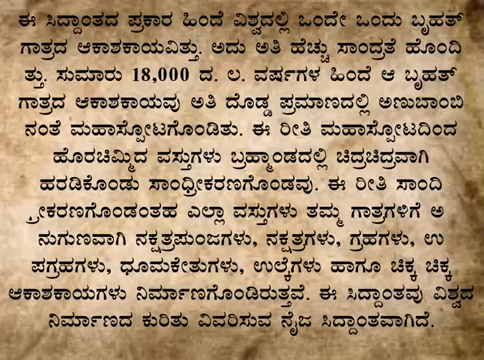 ಈ ಸಿದ್ದಾಂತದ ಪ್ರಕಾರ ಹಿಂದೆ ವಿಶ್ವದಲ್ಲಿ ಒಂದೇ ಒಂದು ಬೃಹತ್
ಗಾತ್ರದ ಆಕಾಶಕಾಯವಿತ್ತು. ಅದು ಅತಿ ಹೆಚ್ಚು ಸಾಂದ್ರತೆ ಹೊಂದಿ
ತ್ತು. ಸುಮಾರು 18,000 ದ. ಲ. ವರ್ಷಗಳ ಹಿಂದೆ ಆ ಬೃಹತ್
ಗಾತ್ರದ ಆಕಾಶಕಾಯವು ಅತಿ ದೊಡ್ಡ ಪ್ರಮಾಣದಲ್ಲಿ ಅಣುಬಾಂಬಿ
ನಂತೆ ಮಹಾಸ್ಪೋಟಗೊಂಡಿತು. ಈ ರೀತಿ ಮಹಾಸ್ಪೋಟದಿಂದ
ಹೊರಚಿಮ್ಮಿದ ವಸ್ತುಗಳು ಬ್ರಹ್ಮಾಂಡದಲ್ಲಿ ಚಿದ್ರಚಿದ್ರವಾಗಿ
ಹರಡಿಕೊಂಡು ಸಾಂಧ್ರೀಕರಣಗೊಂಡವು. ಈ ರೀತಿ ಸಾಂದಿ
್ರೀಕರಣಗೊಂಡಂತಹ ಎಲ್ಲಾ ವಸ್ತುಗಳು ತಮ್ಮ ಗಾತ್ರಗಳಿಗೆ ಅ
ನುಗುಣವಾಗಿ ನಕ್ಷತ್ರಪುಂಜಗಳು, ನಕ್ಷತ್ರಗಳು, ಗ್ರಹಗಳು, ಉ
ಪಗ್ರಹಗಳು, ಧೂಮಕೇತುಗಳು, ಉಲ್ಕೆಗಳು ಹಾಗೂ ಚಿಕ್ಕ ಚಿಕ್ಕ
ಆಕಾಶಕಾಯಗಳು ನಿರ್ಮಾಣಗೊಂಡಿರುತ್ತವೆ. ಈ ಸಿದ್ದಾಂತವು ವಿಶ್ವದ
ನಿರ್ಮಾಣದ ಕುರಿತು ವಿವರಿಸುವ ನೈಜ ಸಿದ್ದಾಂತವಾಗಿದೆ.